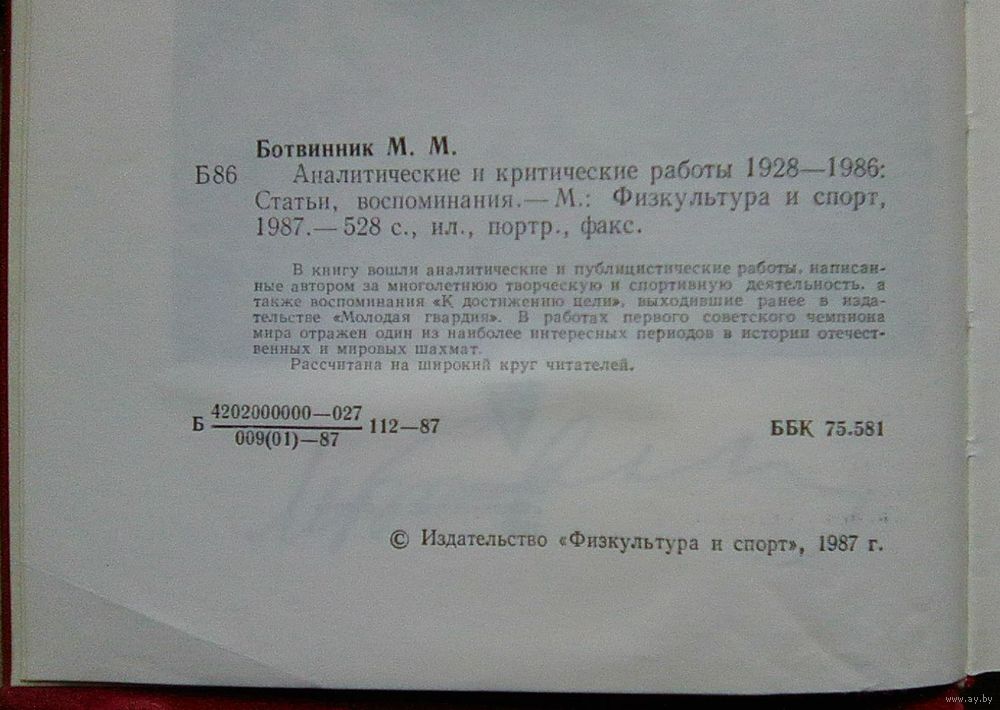 Ботвинник М. М.
Б86 Аналитические и критические работы 1928—1986:
Статьи, воспоминания.— М.: Физкультура и спорт,
1987.— 528 с., ил., портр., факс.
В книгу вошли аналитические и публицистические работы, написан-
ные автором за многолетнюю творческую и спортивную деятельность, а
также воспоминания «К достижению цели», выходившие ранее в изда-
тельстве «Молодая гвардия». В работах первого советского чемпиона
мира отражен один из наиболее интересных периодов в истории отечест-
венных и мировых шахмат.
Рассчитана на широкий круг читателей.
Б 4202000000—027
009(01)—87 112—87
ББК 75.581
© Издательство «Физкультура и спорт», 1987 г.
www.ay.by